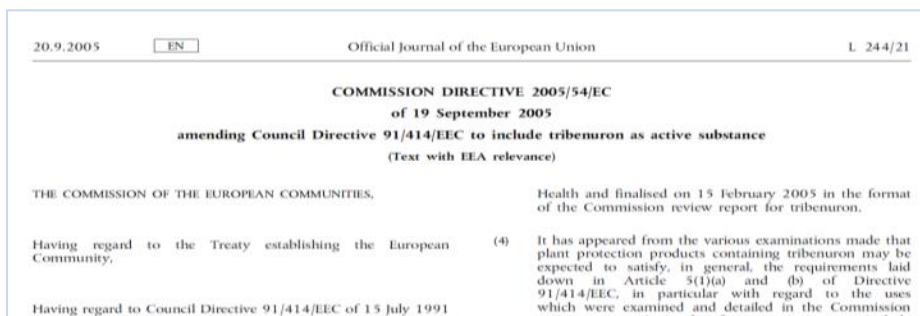 20.9.2005 EN Official Journal of the European Union L 244/21
COMMISSION DIRECTIVE 2005/54/EC
of 19 September 2005
amending Council Directive 91/414/EEC to include tribenuron as active substance
(Text with EEA relevance)
THE COMMISSION OF THE EUROPEAN COMMUNITIES,
Having regard to the Treaty establishing the European
Community,
Having regard to Council Directive 91/414/EEC of 15 July 1991
Health and finalised on 15 February 2005 in the format
of the Commission review report for tribenuron.
(4) It has appeared from the various examinations made that
plant protection products containing tribenuron may be
expected to satisfy, in general, the requirements laid
down in Article 5(1)(a) and (b) of Directive
91/414/EEC, in particular with regard to the uses
which were examined and detailed in the Commission